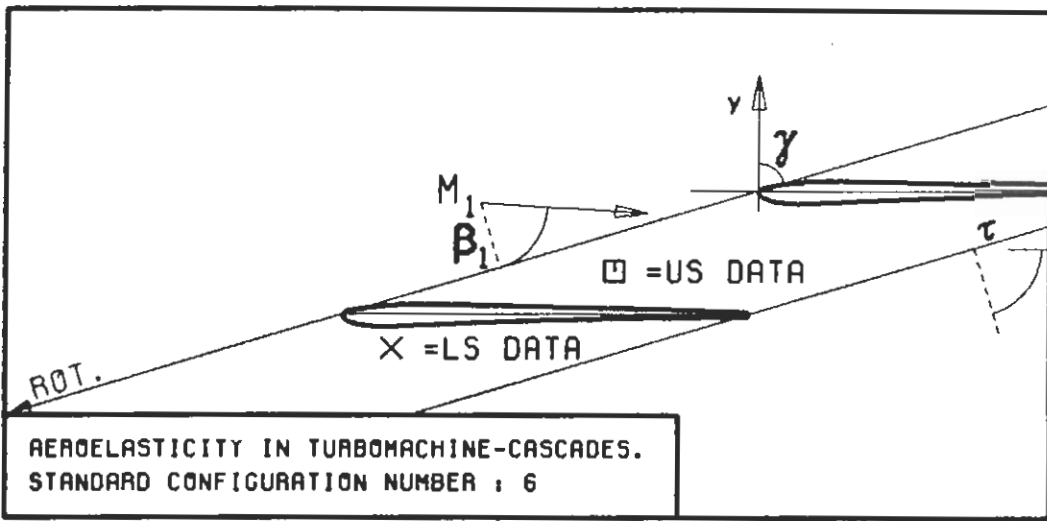 y
γ
M₁
β₁
τ
□ =US DATA
× =LS DATA
ROT.
AEROELASTICITY IN TURBOMACHINE-CASCADES.
STANDARD CONFIGURATION NUMBER : 6